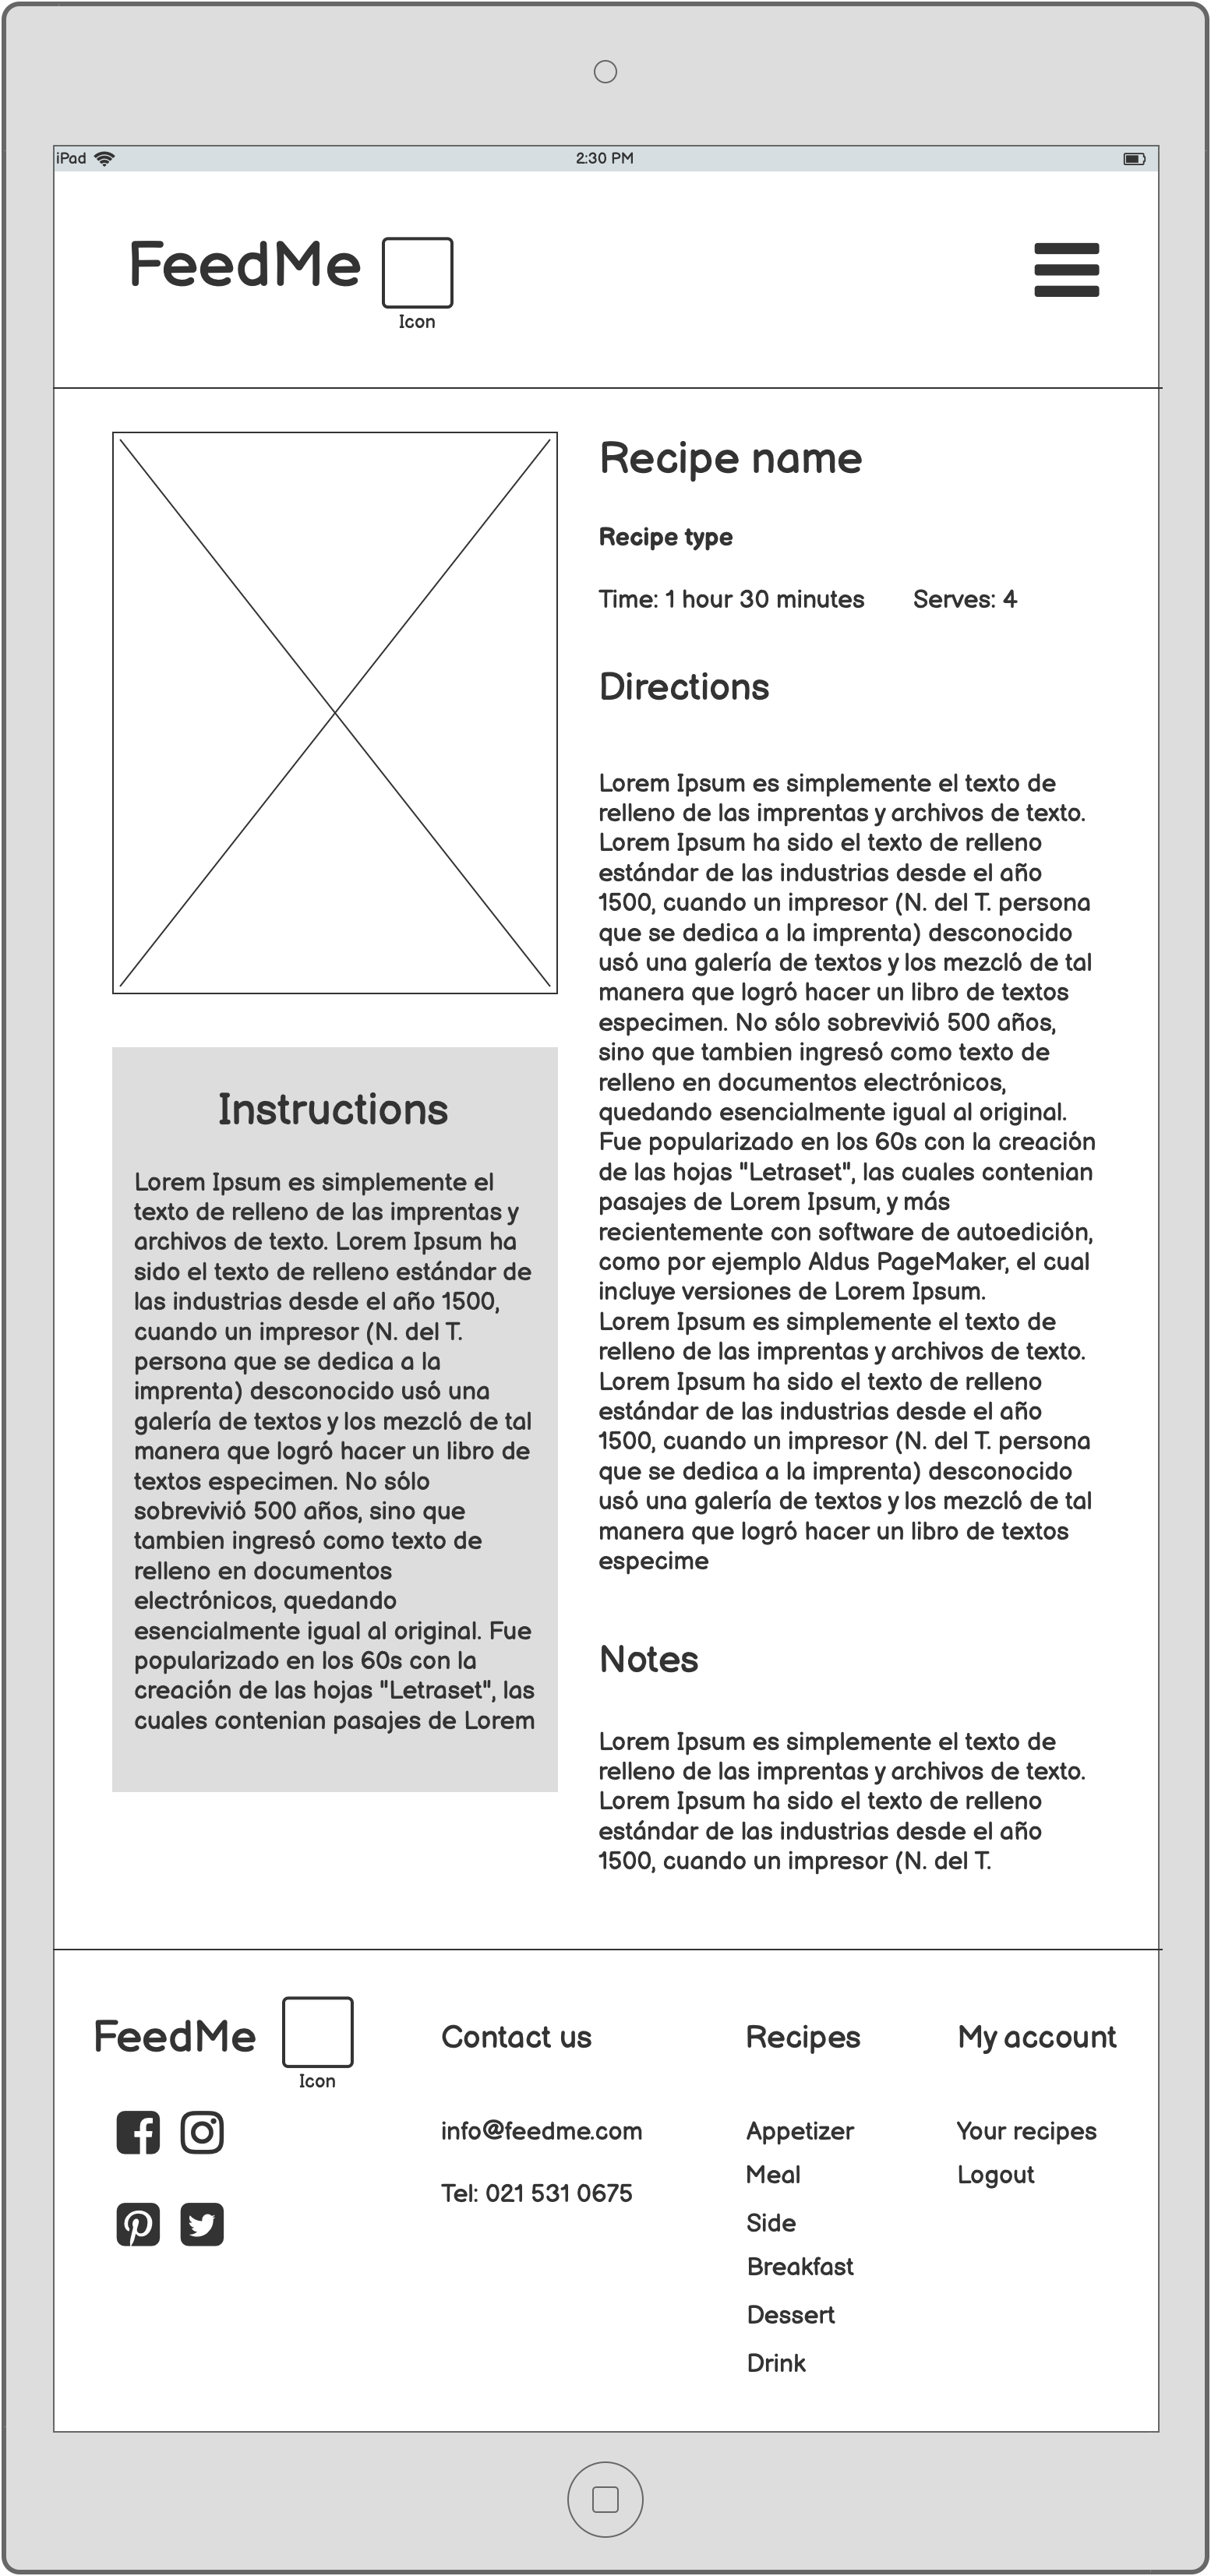 iPad
2:30 PM
FeedMe
Icon
Recipe name
Recipe type
Time: 1 hour 30 minutes
Serves: 4
Directions
Lorem Ipsum es simplemente el texto de
relleno de las imprentas y archivos de texto.
Lorem Ipsum ha sido el texto de relleno
estándar de las industrias desde el año
1500, cuando un impresor (N. del T. persona
que se dedica a la imprenta) desconocido
usó una galería de textos y los mezcló de tal
manera que logró hacer un libro de textos
especimen. No sólo sobrevivió 500 años,
sino que tambien ingresó como texto de
relleno en documentos electrónicos,
quedando esencialmente igual al original.
Fue popularizado en los 60s con la creación
de las hojas "Letraset", las cuales contenian
pasajes de Lorem Ipsum, y más
recientemente con software de autoedición,
como por ejemplo Aldus PageMaker, el cual
incluye versiones de Lorem Ipsum.
Lorem Ipsum es simplemente el texto de
relleno de las imprentas y archivos de texto.
Lorem Ipsum ha sido el texto de relleno
estándar de las industrias desde el año
1500, cuando un impresor (N. del T. persona
que se dedica a la imprenta) desconocido
usó una galería de textos y los mezcló de tal
manera que logró hacer un libro de textos
especime
Instructions
Lorem Ipsum es simplemente el
texto de relleno de las imprentas y
archivos de texto. Lorem Ipsum ha
sido el texto de relleno estándar de
las industrias desde el año 1500,
cuando un impresor (N. del T.
persona que se dedica a la
imprenta) desconocido usó una
galería de textos y los mezcló de tal
manera que logró hacer un libro de
textos especimen. No sólo
sobrevivió 500 años, sino que
tambien ingresó como texto de
relleno en documentos
electrónicos, quedando
esencialmente igual al original. Fue
popularizado en los 60s con la
creación de las hojas "Letraset", las
cuales contenian pasajes de Lorem
Notes
Lorem Ipsum es simplemente el texto de
relleno de las imprentas y archivos de texto.
Lorem Ipsum ha sido el texto de relleno
estándar de las industrias desde el año
1500, cuando un impresor (N. del T.
FeedMe
Icon
Contact us
info@feedme.com
Tel: 021 531 0675
Recipes
Appetizer
Meal
Side
Breakfast
Dessert
Drink
My account
Your recipes
Logout